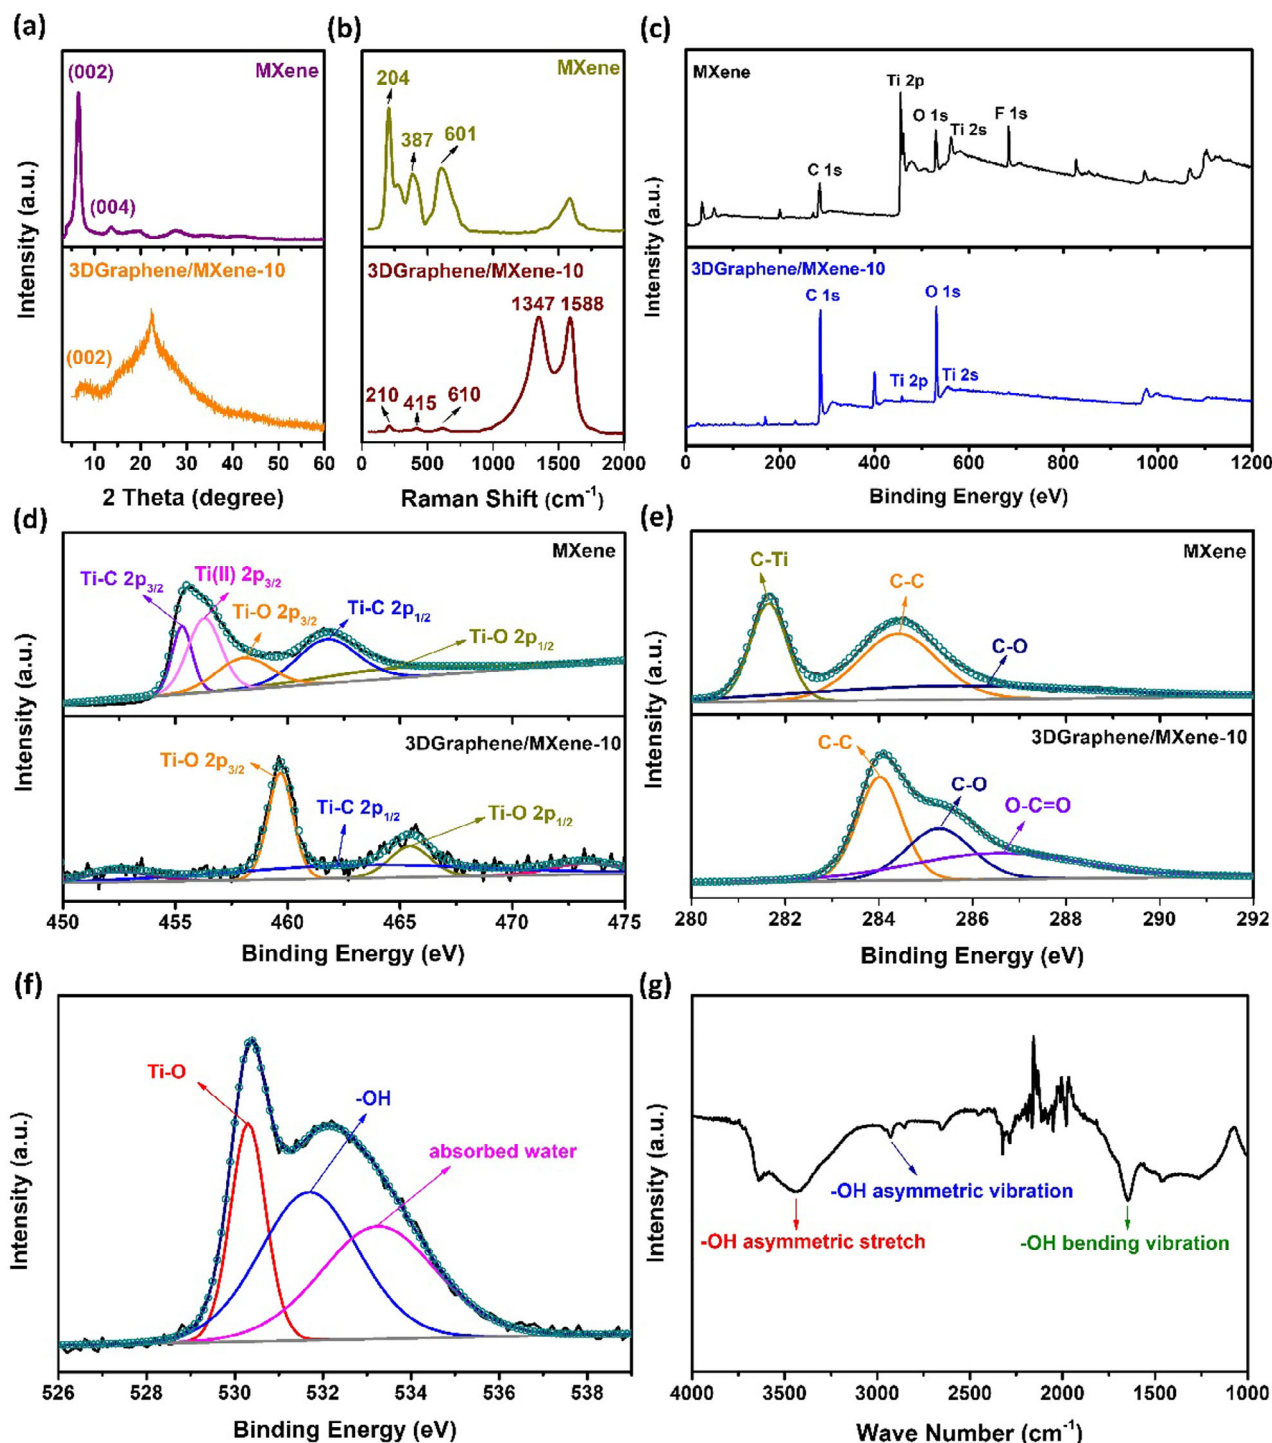 (a)
(002)
MXene
(004)
3DGraphene/MXene-10
(002)
Intensity (a.u.)
10 20 30 40 50 60
2 Theta (degree)
(b)
MXene
204
387
601
3DGraphene/MXene-10
1347 1588
210
415
610
Intensity (a.u.)
0 500 1000 1500 2000
Raman Shift (cm⁻¹)
(c)
MXene
Ti 2p
O 1s
Ti 2s
F 1s
C 1s
3DGraphene/MXene-10
C 1s
O 1s
Ti 2p
Ti 2s
Intensity (a.u.)
0 200 400 600 800 1000 1200
Binding Energy (eV)
(d)
MXene
Ti-C 2p₃/₂
Ti(II) 2p₃/₂
Ti-O 2p₃/₂
Ti-C 2p₁/₂
Ti-O 2p₁/₂
3DGraphene/MXene-10
Ti-O 2p₃/₂
Ti-C 2p₁/₂
Ti-O 2p₁/₂
Intensity (a.u.)
450 455 460 465 470 475
Binding Energy (eV)
(e)
MXene
C-Ti
C-C
C-O
3DGraphene/MXene-10
C-C
C-O
O-C=O
Intensity (a.u.)
280 282 284 286 288 290 292
Binding Energy (eV)
(f)
Ti-O
-OH
absorbed water
Intensity (a.u.)
526 528 530 532 534 536 538
Binding Energy (eV)
(g)
-OH asymmetric vibration
-OH asymmetric stretch
-OH bending vibration
Intensity (a.u.)
4000 3500 3000 2500 2000 1500 1000
Wave Number (cm⁻¹)